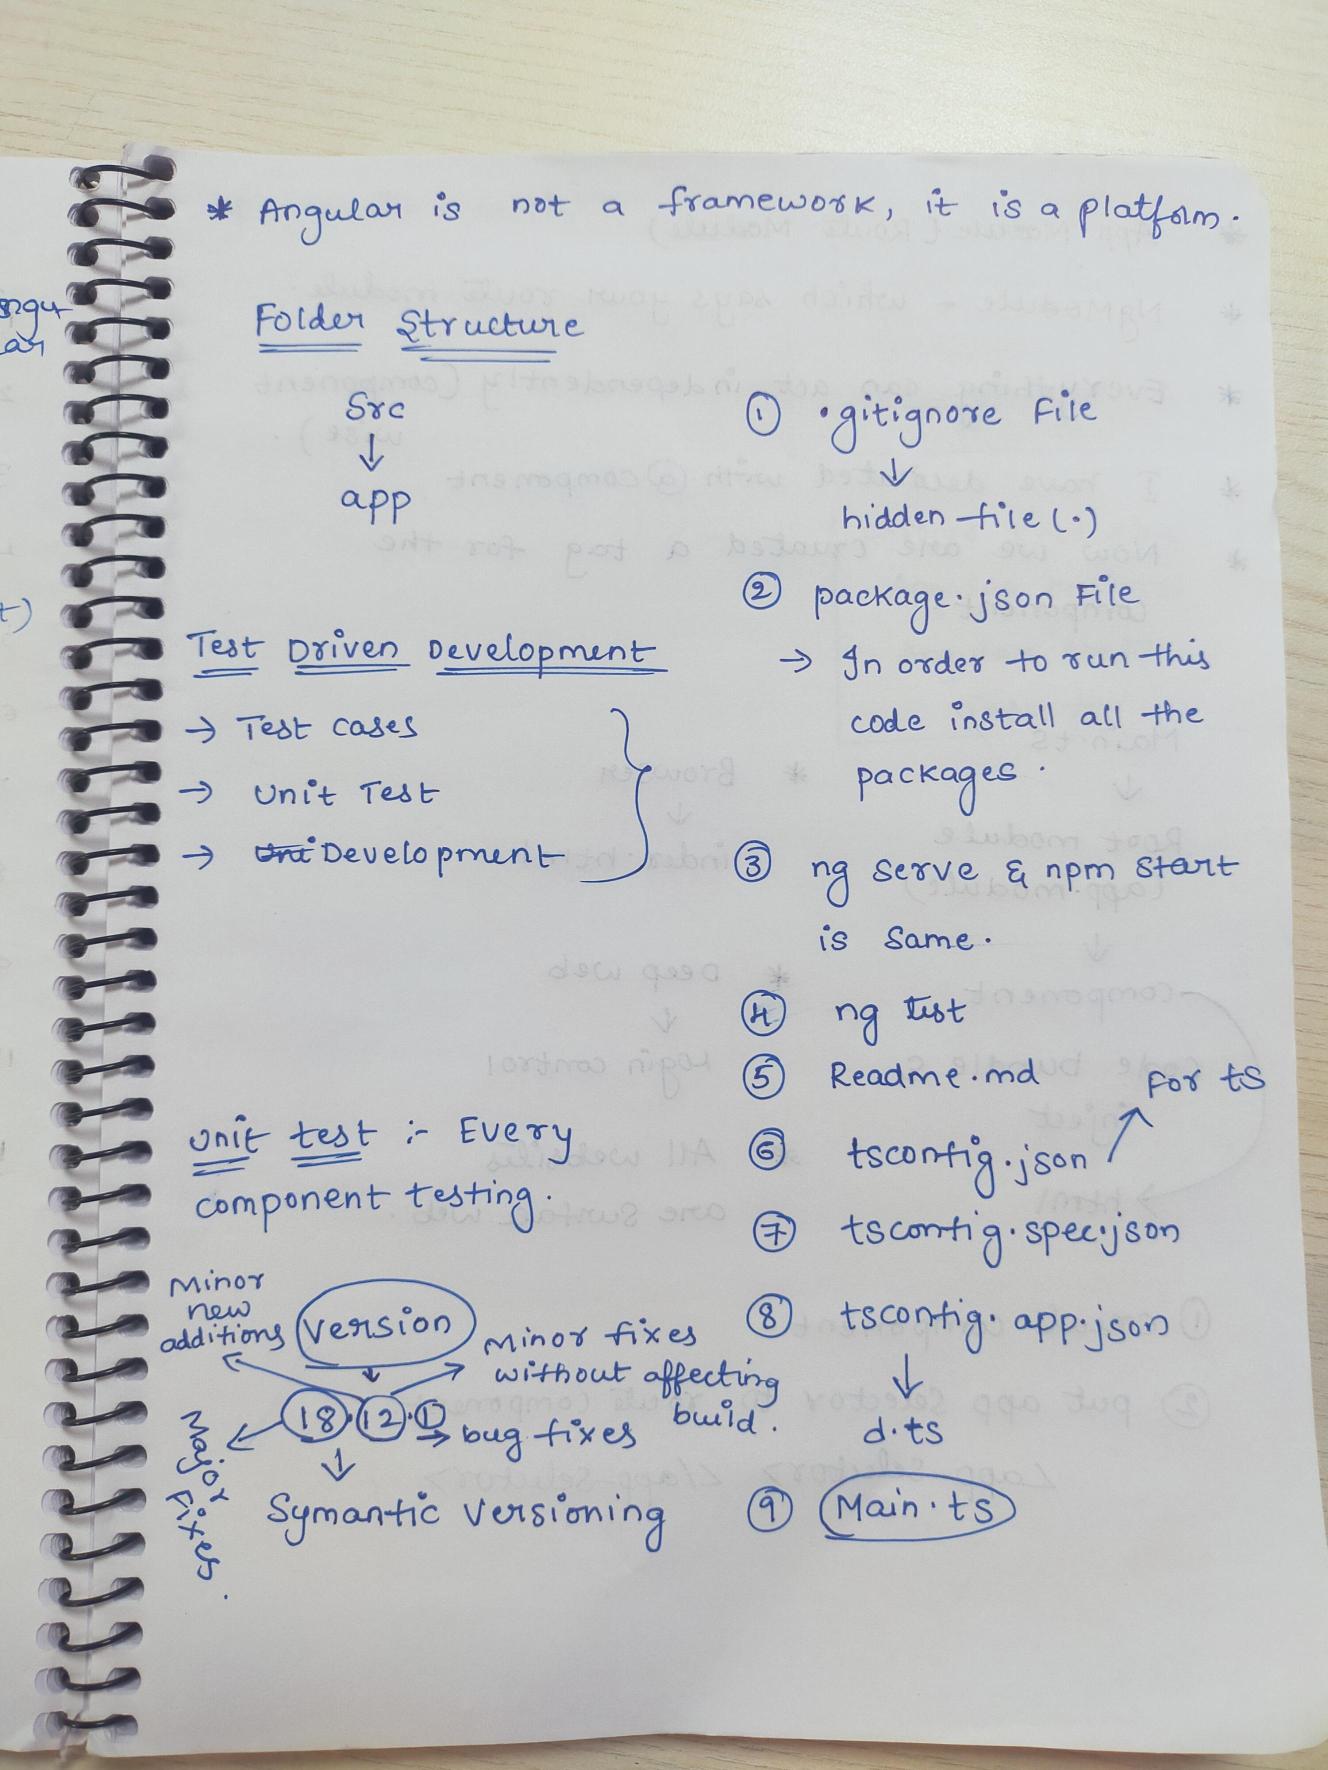 * Angular is not a framework, it is a platform.
Folder Structure
Src
↓
app
Test Driven Development
→ Test cases
→ Unit Test
→ Uni Development
Unit test :- Every
component testing.
version
Minor
new
additions
Minor fixes
without affecting
build.
18.12.1
→ bug fixes
Major
Fixes.
↓
Symantic Versioning
① .gitignore File
↓
hidden file (.)
② package.json File
→ In order to run this
code install all the
packages.
③ ng serve & npm start
is same.
④ ng test
⑤ Readme.md
⑥ tsconfig.json
For ts
⑦ tsconfig.spec.json
⑧ tsconfig.app.json
↓
d.ts
⑨ Main.ts